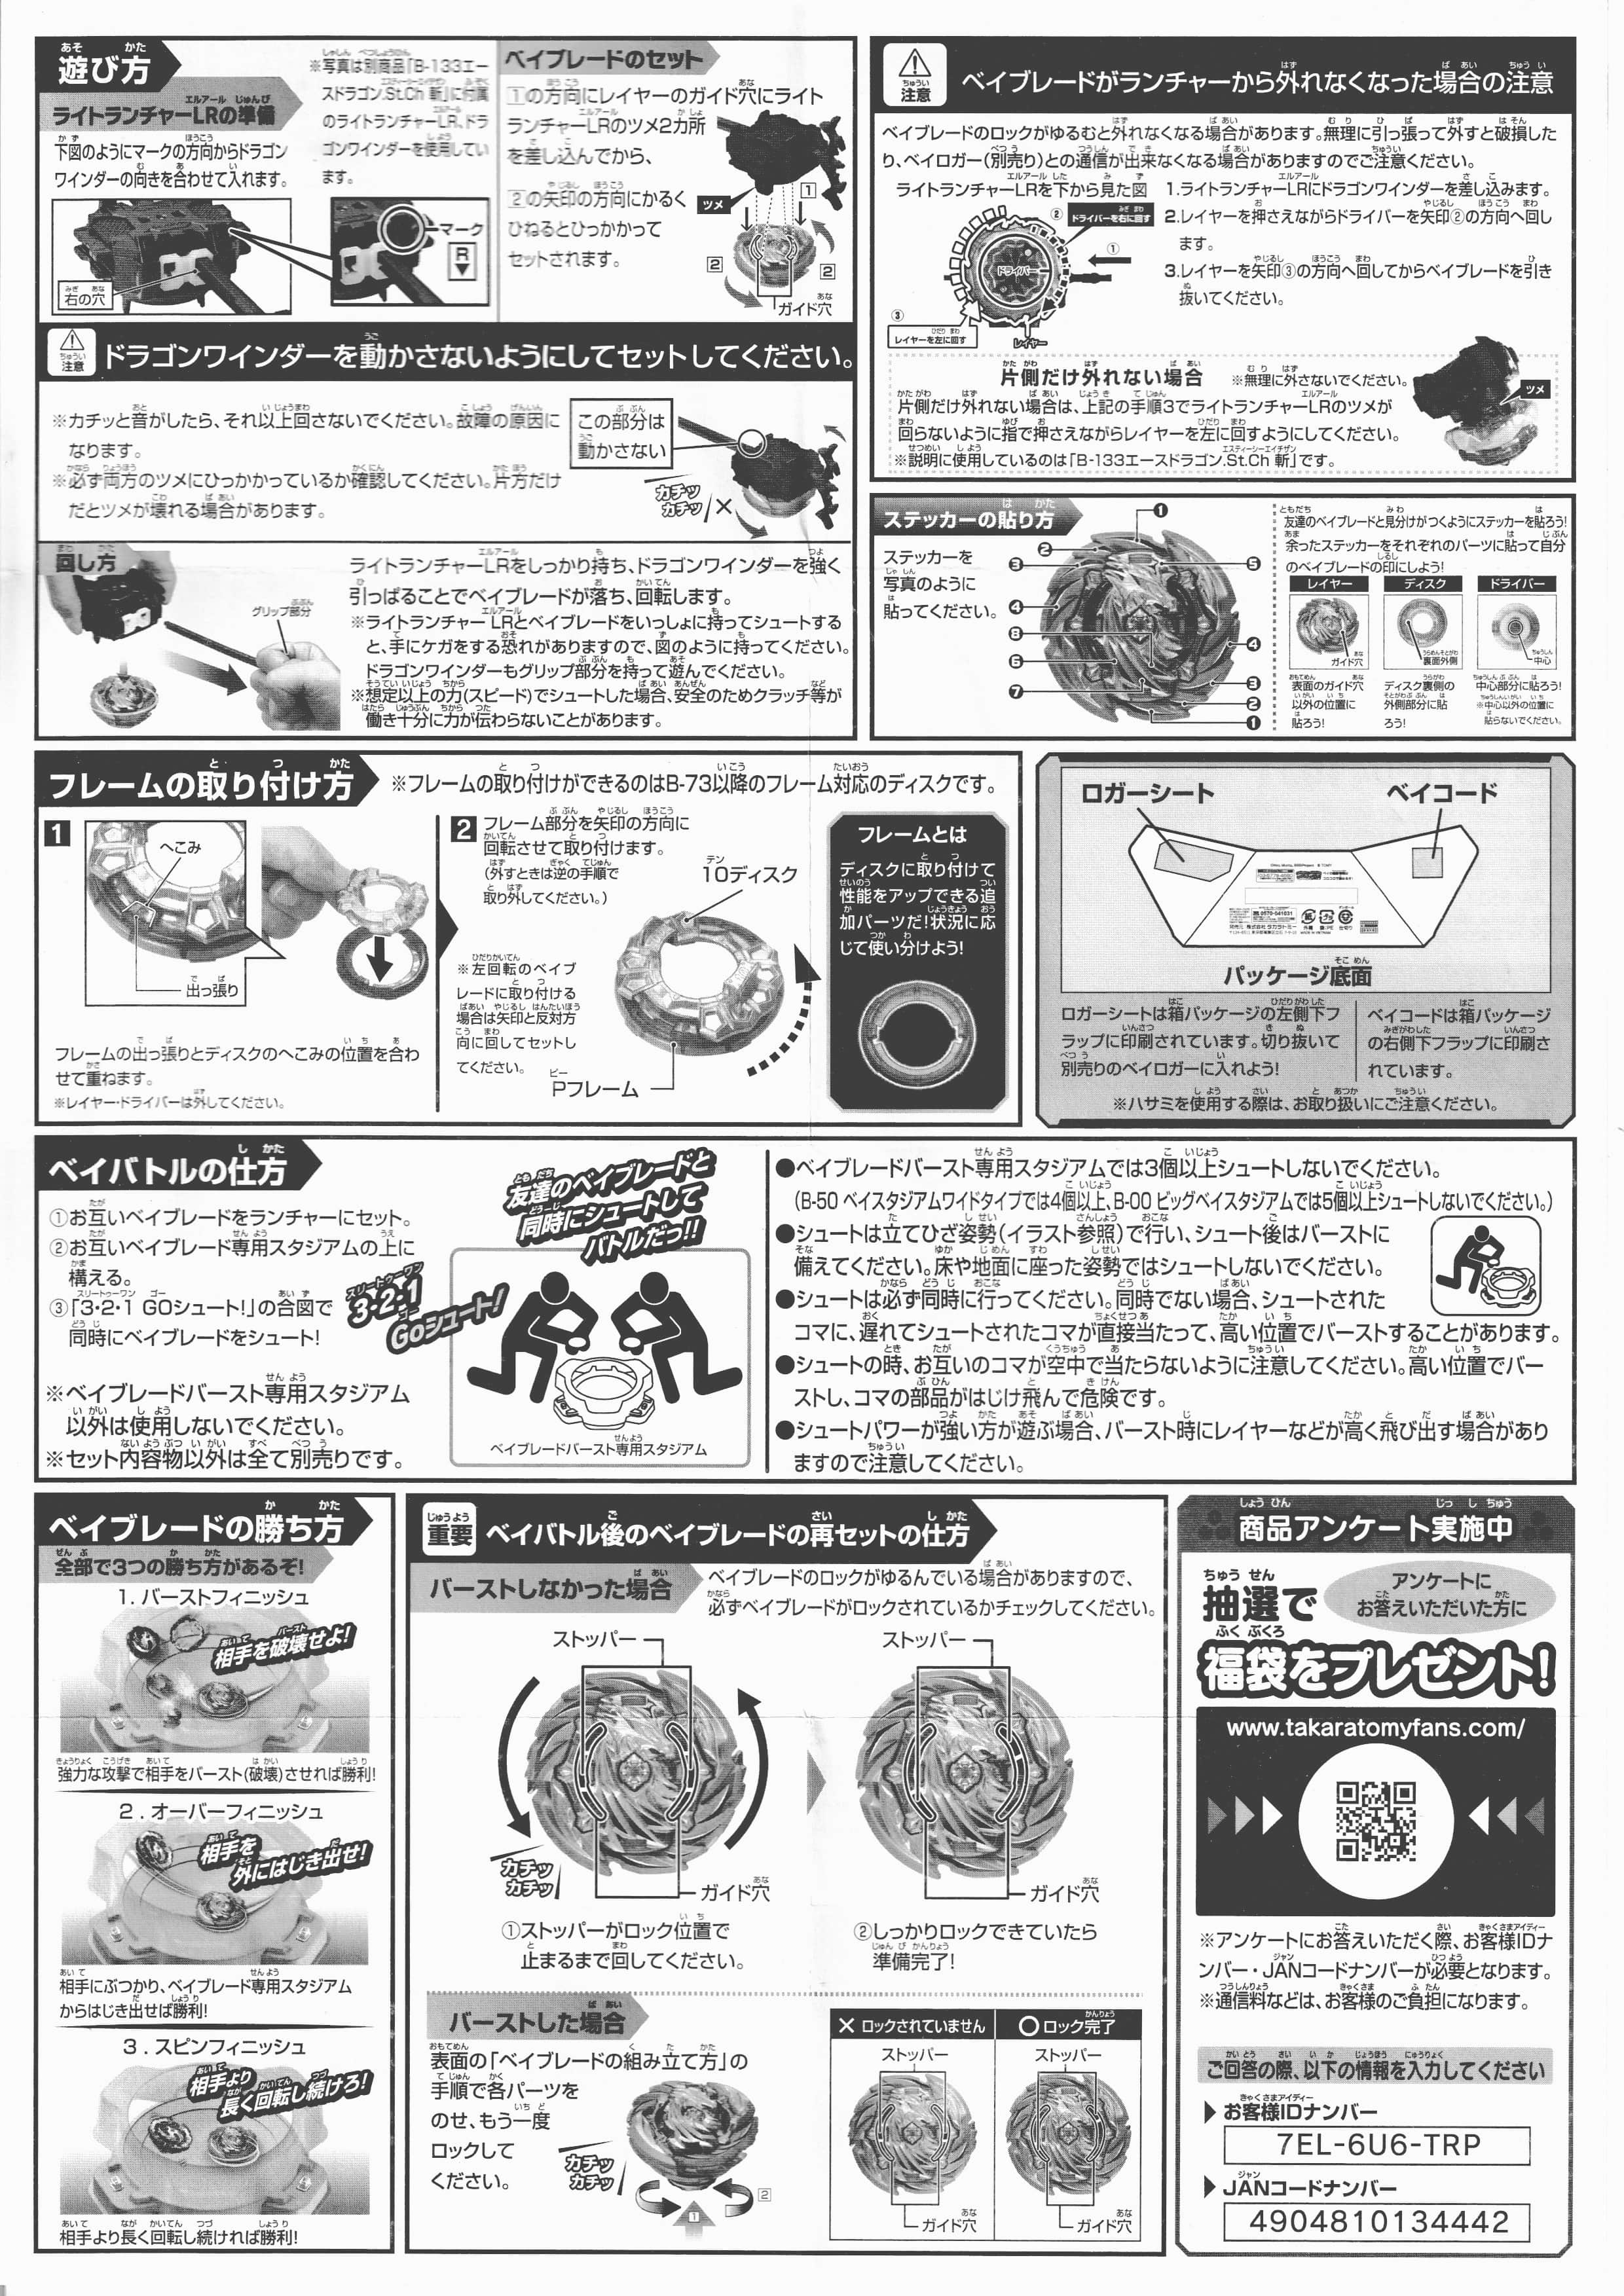 遊び方
ライトランチャーLRの準備
下図のようにマークの方向からドラゴン
ワインダーの向きを合わせて入れます。
※写真は別商品「B-133エー
スドラゴン.St.Ch 斬」に付属
のライトランチャーLR、ドラ
ゴンワインダーを使用してい
ます。
右の穴
マーク
R
ベイブレードのセット
1の方向にレイヤーのガイド穴にライト
ランチャーLRのツメ2カ所
を差し込んでから、
2の矢印の方向にかるく
ひねるとひっかかって
セットされます。
ツメ
1
2
2
ガイド穴
注意
ドラゴンワインダーを動かさないようにしてセットしてください。
※カチッと音がしたら、それ以上回さないでください。故障の原因に
なります。
※必ず両方のツメにひっかかっているか確認してください。片方だけ
だとツメが壊れる場合があります。
この部分は
動かさない
カチッ
カチッ
×
回し方
グリップ部分
ライトランチャーLRをしっかり持ち、ドラゴンワインダーを強く
引っぱることでベイブレードが落ち、回転します。
※ライトランチャーLRとベイブレードをいっしょに持ってシュートする
と、手にケガをする恐れがありますので、図のように持ってください。
ドラゴンワインダーもグリップ部分を持って遊んでください。
※想定以上の力(スピード)でシュートした場合、安全のためクラッチ等が
働き十分に力が伝わらないことがあります。
注意
ベイブレードがランチャーから外れなくなった場合の注意
ベイブレードのロックがゆるむと外れなくなる場合があります。無理に引っ張って外すと破損した
り、ベイロガー(別売り)との通信が出来なくなる場合がありますのでご注意ください。
ライトランチャーLRを下から見た図
②
ドライバーを右に回す
①
ドライバー
③
レイヤーを左に回す
レイヤー
1.ライトランチャーLRにドラゴンワインダーを差し込みます。
2.レイヤーを押さえながらドライバーを矢印②の方向へ回し
ます。
3.レイヤーを矢印③の方向へ回してからベイブレードを引き
抜いてください。
片側だけ外れない場合
※無理に外さないでください。
片側だけ外れない場合は、上記の手順3でライトランチャーLRのツメが
回らないように指で押さえながらレイヤーを左に回すようにしてください。
※説明に使用しているのは「B-133エースドラゴン.St.Ch 斬」です。
ツメ
ステッカーの貼り方
ステッカーを
写真のように
貼ってください。
❶
❷
❸
❺
❹
❽
❹
❻
❸
❼
❷
❶
友達のベイブレードと見分けがつくようにステッカーを貼ろう!
余ったステッカーをそれぞれのパーツに貼って自分
のベイブレードの印にしよう!
レイヤー
ディスク
ドライバー
ガイド穴
裏面外側
中心
表面のガイド穴
以外の位置に
貼ろう!
ディスク裏側の
外側部分に貼
ろう!
中心部分に貼ろう!
※中心以外の位置に
貼らないでください。
フレームの取り付け方
※フレームの取り付けができるのはB-73以降のフレーム対応のディスクです。
1
へこみ
出っ張り
フレームの出っ張りとディスクのへこみの位置を合わ
せて重ねます。
※レイヤー・ドライバーは外してください。
2
フレーム部分を矢印の方向に
回転させて取り付けます。
(外すときは逆の手順で
取り外してください。)
10ディスク
※左回転のベイブ
レードに取り付ける
場合は矢印と反対方
向に回してセットし
てください。
Pフレーム
フレームとは
ディスクに取り付けて
性能をアップできる追
加パーツだ!状況に応
じて使い分けよう!
ロガーシート
ベイコード
パッケージ底面
ロガーシートは箱パッケージの左側下フ
ラップに印刷されています。切り抜いて
別売りのベイロガーに入れよう!
ベイコードは箱パッケージ
の右側下フラップに印刷さ
れています。
※ハサミを使用する際は、お取り扱いにご注意ください。
ベイバトルの仕方
①お互いベイブレードをランチャーにセット。
②お互いベイブレード専用スタジアムの上に
構える。
③「3・2・1 GOシュート!」の合図で
同時にベイブレードをシュート!
※ベイブレードバースト専用スタジアム
以外は使用しないでください。
※セット内容物以外は全て別売りです。
友達のベイブレードと
同時にシュートして
バトルだっ!!
3・2・1
Goシュート!
ベイブレードバースト専用スタジアム
●ベイブレードバースト専用スタジアムでは3個以上シュートしないでください。
(B-50 ベイスタジアムワイドタイプでは4個以上、B-00 ビッグベイスタジアムでは5個以上シュートしないでください。)
●シュートは立てひざ姿勢(イラスト参照)で行い、シュート後はバーストに
備えてください。床や地面に座った姿勢ではシュートしないでください。
●シュートは必ず同時に行ってください。同時でない場合、シュートされた
コマに、遅れてシュートされたコマが直接当たって、高い位置でバーストすることがあります。
●シュートの時、お互いのコマが空中で当たらないように注意してください。高い位置でバー
ストし、コマの部品がはじけ飛んで危険です。
●シュートパワーが強い方が遊ぶ場合、バースト時にレイヤーなどが高く飛び出す場合があり
ますので注意してください。
ベイブレードの勝ち方
全部で3つの勝ち方があるぞ!
1. バーストフィニッシュ
相手を破壊せよ!
強力な攻撃で相手をバースト(破壊)させれば勝利!
2. オーバーフィニッシュ
相手を
外にはじき出せ!
相手にぶつかり、ベイブレード専用スタジアム
からはじき出せば勝利!
3. スピンフィニッシュ
相手より
長く回転し続けろ!
相手より長く回転し続ければ勝利!
重要
ベイバトル後のベイブレードの再セットの仕方
バーストしなかった場合
ベイブレードのロックがゆるんでいる場合がありますので、
必ずベイブレードがロックされているかチェックしてください。
ストッパー
ストッパー
カチッ
カチッ
ガイド穴
ガイド穴
①ストッパーがロック位置で
止まるまで回してください。
②しっかりロックできていたら
準備完了!
バーストした場合
表面の「ベイブレードの組み立て方」の
手順で各パーツを
のせ、もう一度
ロックして
ください。
カチッ
カチッ
1
2
× ロックされていません
○ ロック完了
ストッパー
ストッパー
ガイド穴
ガイド穴
商品アンケート実施中
抽選で
アンケートに
お答えいただいた方に
福袋をプレゼント!
www.takaratomyfans.com/
※アンケートにお答えいただく際、お客様IDナ
ンバー・JANコードナンバーが必要となります。
※通信料などは、お客様のご負担になります。
ご回答の際、以下の情報を入力してください
お客様IDナンバー
7EL-6U6-TRP
JANコードナンバー
4904810134442